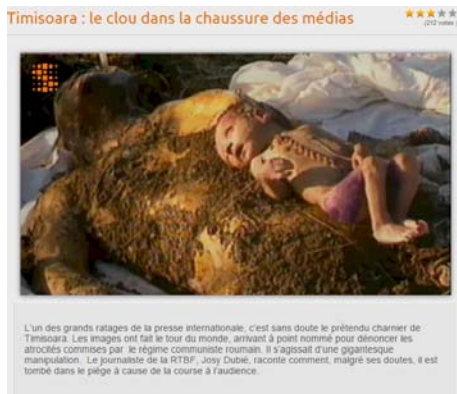 Timisoara : le clou dans la chaussure des médias
(212 votes )
L'un des grands ratages de la presse internationale, c'est sans doute le prétendu charnier de
Timisoara. Les images ont fait le tour du monde, arrivant à point nommé pour dénoncer les
atrocités commises par le régime communiste roumain. Il s'agissait d'une gigantesque
manipulation. Le journaliste de la RTBF, Josy Dubié, raconte comment, malgré ses doutes, il est
tombé dans le piège à cause de la course à l'audience.